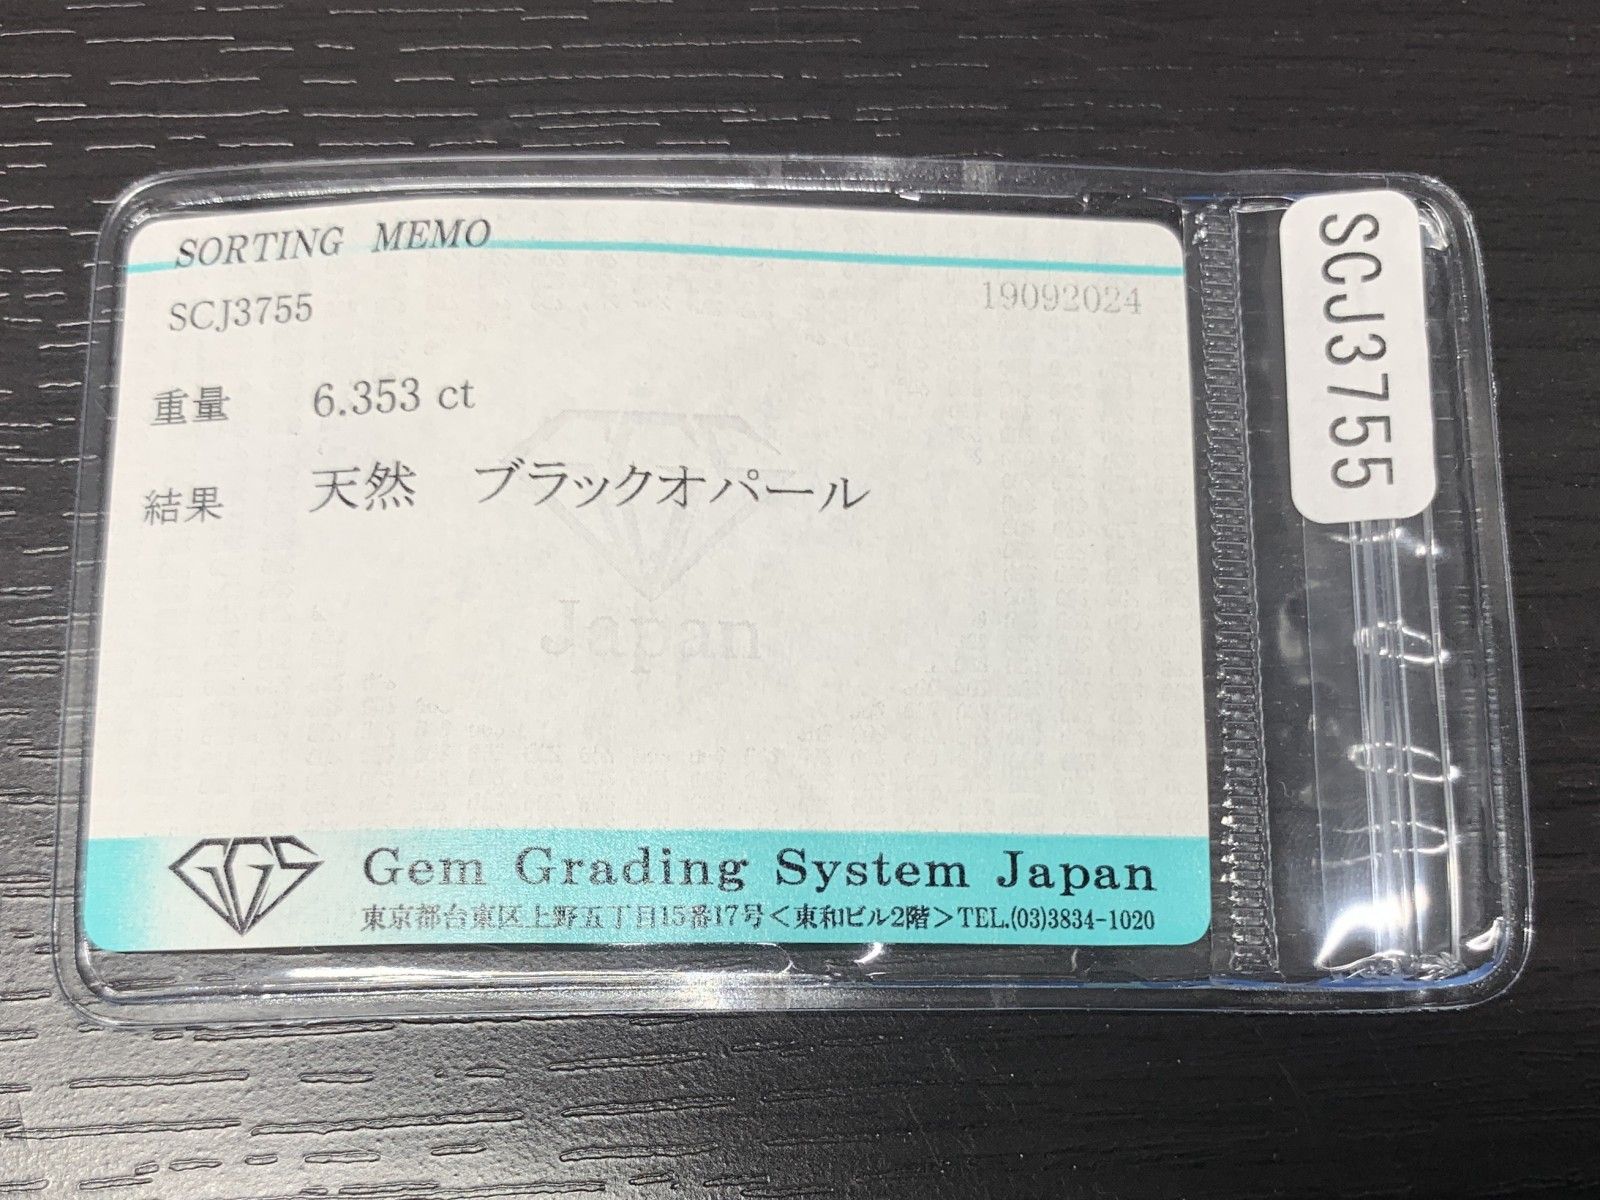 SORTING MEMO
SCJ3755
19092024
重量 6.353 ct
結果 天然 ブラックオパール
Japan
GGS Gem Grading System Japan
東京都台東区上野五丁目15番17号＜東和ビル2階＞TEL.(03)3834-1020
SCJ3755